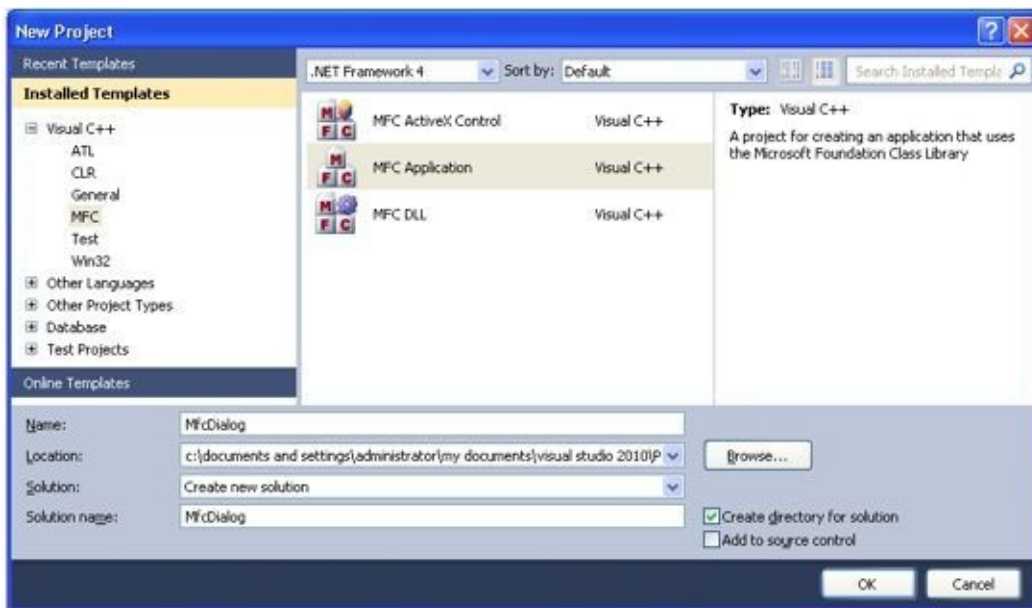 New Project
Recent Templates
Installed Templates
Visual C++
ATL
CLR
General
MFC
Test
Win32
Other Languages
Other Project Types
Database
Test Projects
Online Templates
.NET Framework 4
Sort by: Default
Search Installed Templa
MFC ActiveX Control Visual C++
MFC Application Visual C++
MFC DLL Visual C++
Type: Visual C++
A project for creating an application that uses
the Microsoft Foundation Class Library
Name: MfcDialog
Location: c:\documents and settings\administrator\my documents\visual studio 2010\P
Browse...
Solution: Create new solution
Solution name: MfcDialog
Create directory for solution
Add to source control
OK Cancel